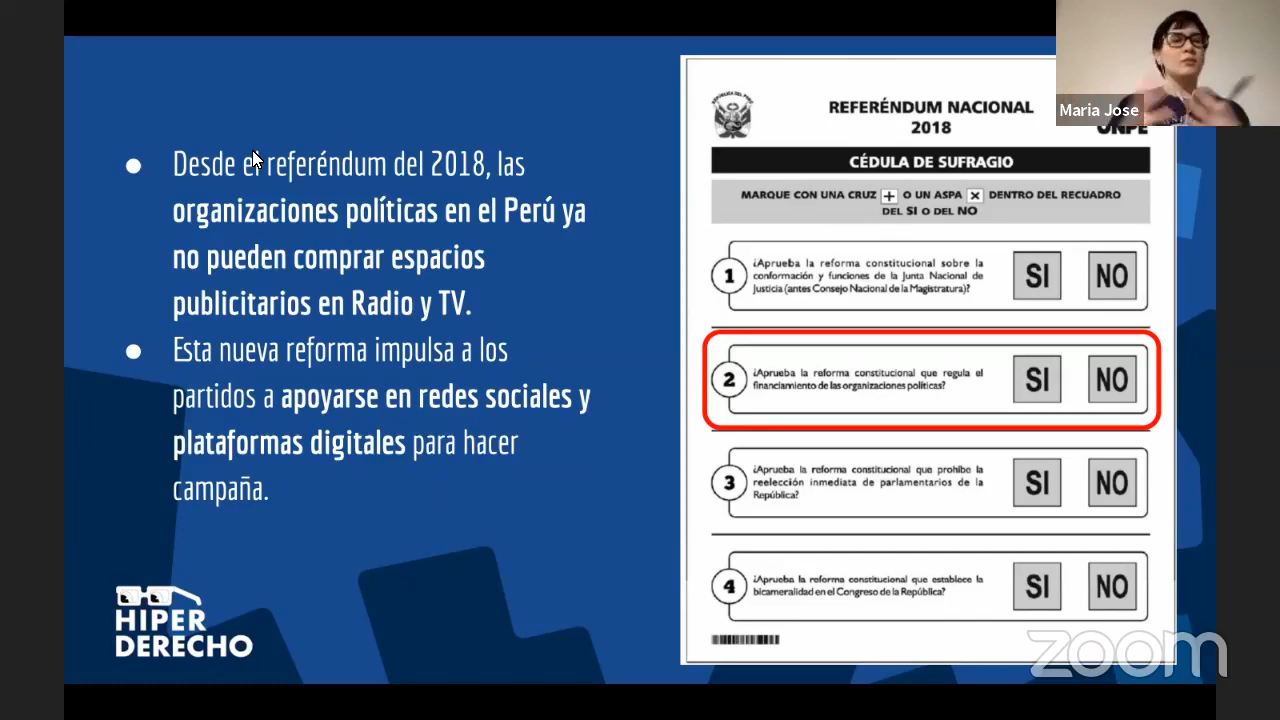 Desde el referéndum del 2018, las
organizaciones políticas en el Perú ya
no pueden comprar espacios
publicitarios en Radio y TV.
Esta nueva reforma impulsa a los
partidos a apoyarse en redes sociales y
plataformas digitales para hacer
campaña.
HIPER
DERECHO
REFERÉNDUM NACIONAL
2018
ONPE
CÉDULA DE SUFRAGIO
MARQUE CON UNA CRUZ + O UN ASPA X DENTRO DEL RECUADRO
DEL SI O DEL NO
1
¿Aprueba la reforma constitucional sobre la
conformación y funciones de la Junta Nacional de
Justicia (antes Consejo Nacional de la Magistratura)?
SI NO
2
¿Aprueba la reforma constitucional que regula el
financiamiento de las organizaciones políticas?
SI NO
3
¿Aprueba la reforma constitucional que prohíbe la
reelección inmediata de parlamentarios de la
República?
SI NO
4
¿Aprueba la reforma constitucional que establece la
bicameralidad en el Congreso de la República?
SI NO
Maria Jose
zoom